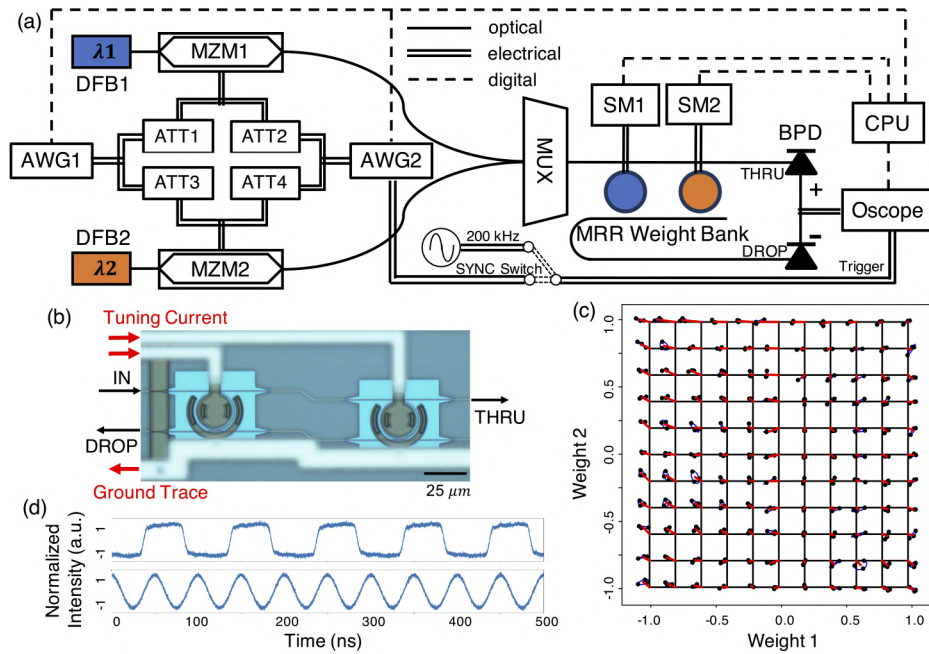 (a)
λ1
DFB1
MZM1
optical
electrical
digital
ATT1
ATT2
ATT3
ATT4
AWG1
AWG2
DFB2
λ2
MZM2
MUX
SM1
SM2
BPD
CPU
THRU
+
-
DROP
Oscope
MRR Weight Bank
200 kHz
SYNC Switch
Trigger
(b)
Tuning Current
IN
DROP
THRU
Ground Trace
25 μm
(c)
Weight 2
1.0
0.5
0.0
-0.5
-1.0
-1.0
-0.5
0.0
0.5
1.0
Weight 1
(d)
Normalized
Intensity (a.u.)
1
-1
1
-1
0
100
200
300
400
500
Time (ns)